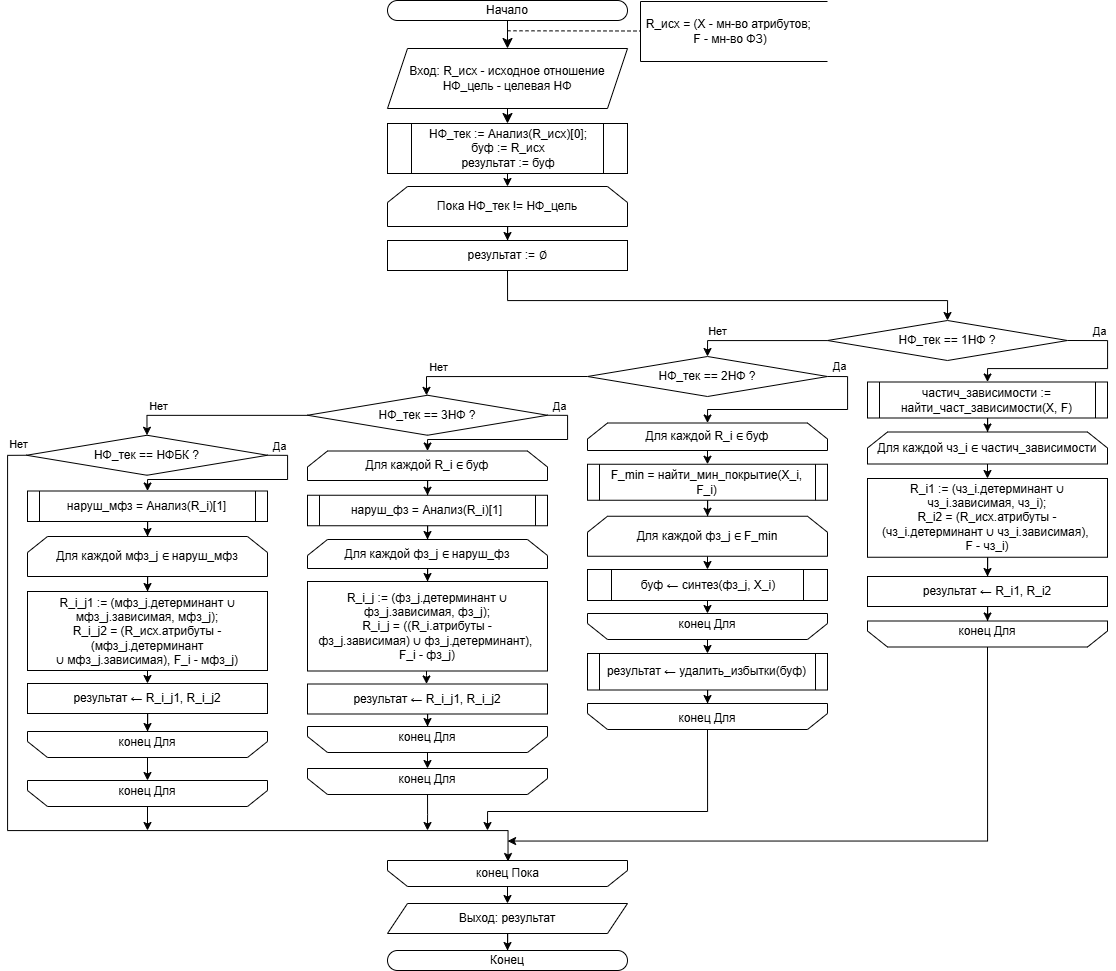 Начало
R_исх = (X - мн-во атрибутов;
F - мн-во ФЗ)
Вход: R_исх - исходное отношение
НФ_цель - целевая НФ
НФ_тек := Анализ(R_исх)[0];
буф := R_исх
результат := буф
Пока НФ_тек != НФ_цель
результат := ∅
НФ_тек == 1НФ ?
Да
Нет
частич_зависимости :=
найти_част_зависимости(X, F)
Для каждой чз_i ∈ частич_зависимости
R_i1 := (чз_i.детерминант ∪
чз_i.зависимая, чз_i);
R_i2 = (R_исх.атрибуты -
(чз_i.детерминант ∪ чз_i.зависимая),
F - чз_i)
результат ← R_i1, R_i2
конец Для
НФ_тек == 2НФ ?
Да
Нет
Для каждой R_i ∈ буф
F_min = найти_мин_покрытие(X_i,
F_i)
Для каждой фз_j ∈ F_min
буф ← синтез(фз_j, X_i)
конец Для
результат ← удалить_избытки(буф)
конец Для
НФ_тек == 3НФ ?
Да
Нет
Для каждой R_i ∈ буф
наруш_фз = Анализ(R_i)[1]
Для каждой фз_j ∈ наруш_фз
R_i_j := (фз_j.детерминант ∪
фз_j.зависимая, фз_j);
R_i_j = ((R_i.атрибуты -
фз_j.зависимая) ∪ фз_j.детерминант),
F_i - фз_j)
результат ← R_i_j1, R_i_j2
конец Для
конец Для
НФ_тек == НФБК ?
Да
Нет
наруш_мфз = Анализ(R_i)[1]
Для каждой мфз_j ∈ наруш_мфз
R_i_j1 := (мфз_j.детерминант ∪
мфз_j.зависимая, мфз_j);
R_i_j2 = (R_исх.атрибуты -
(мфз_j.детерминант
∪ мфз_j.зависимая), F_i - мфз_j)
результат ← R_i_j1, R_i_j2
конец Для
конец Для
конец Пока
Выход: результат
Конец